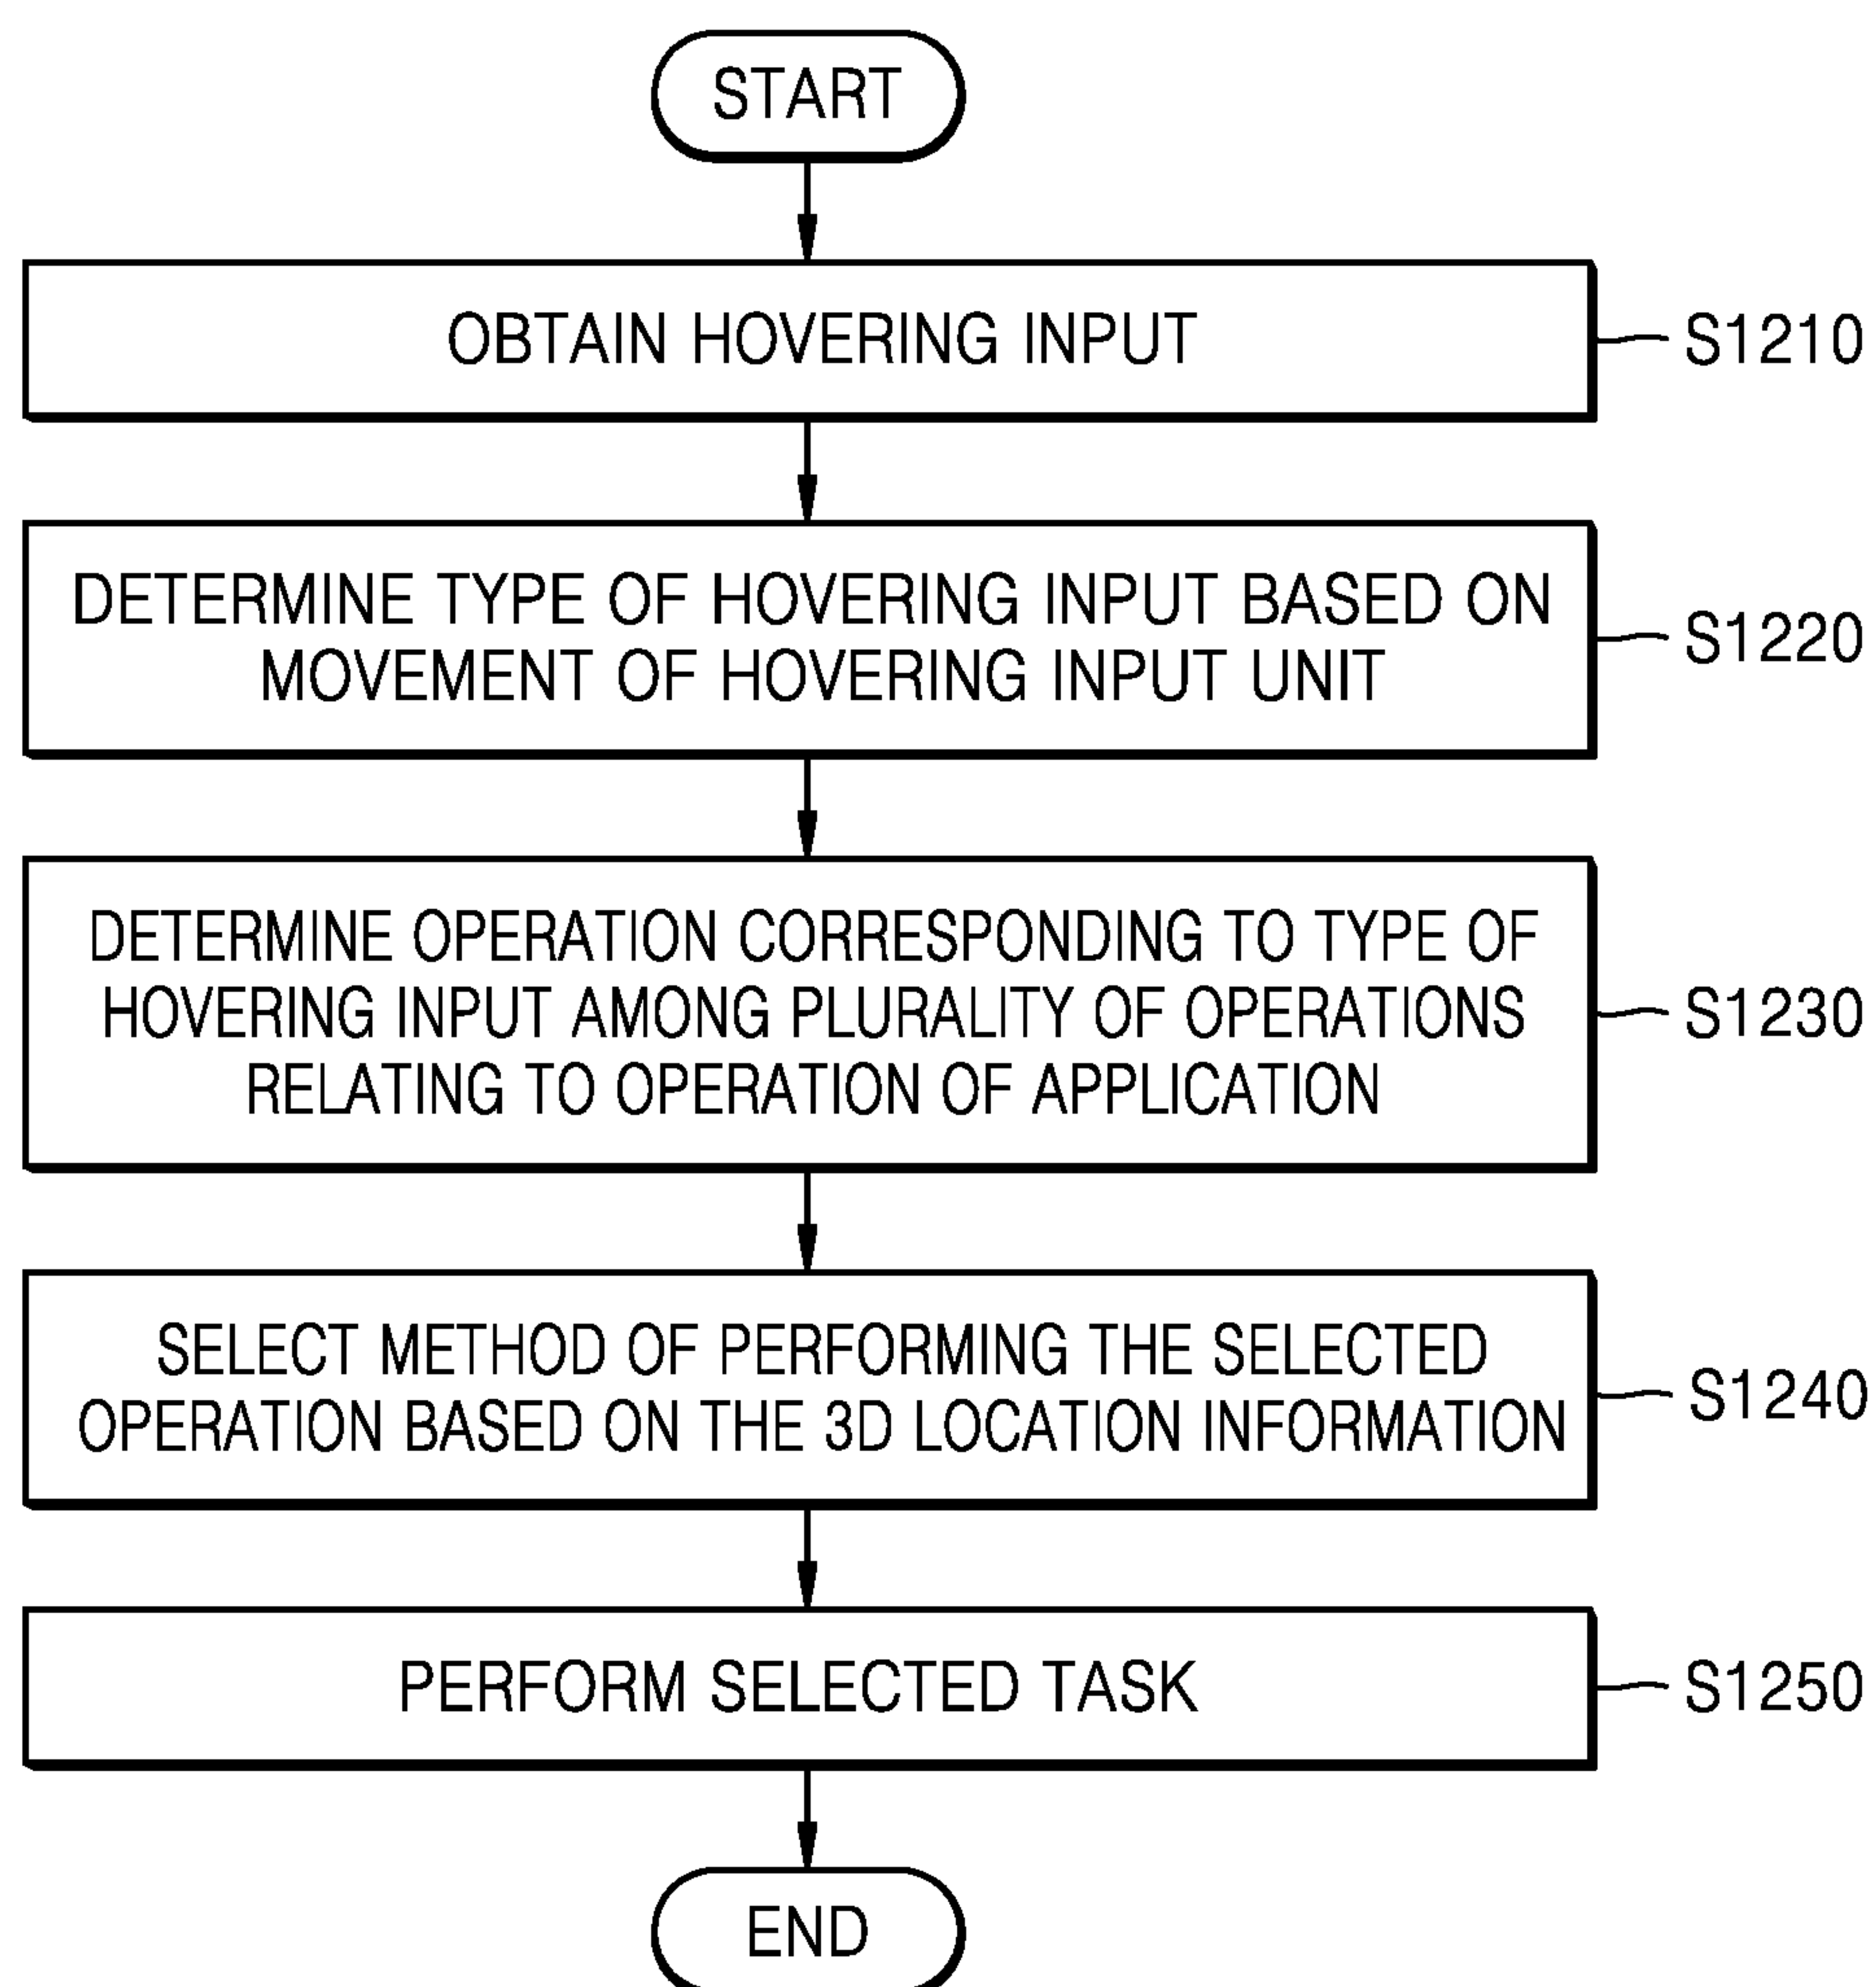 START
OBTAIN HOVERING INPUT
S1210
DETERMINE TYPE OF HOVERING INPUT BASED ON
MOVEMENT OF HOVERING INPUT UNIT
S1220
DETERMINE OPERATION CORRESPONDING TO TYPE OF
HOVERING INPUT AMONG PLURALITY OF OPERATIONS
RELATING TO OPERATION OF APPLICATION
S1230
SELECT METHOD OF PERFORMING THE SELECTED
OPERATION BASED ON THE 3D LOCATION INFORMATION
S1240
PERFORM SELECTED TASK
S1250
END